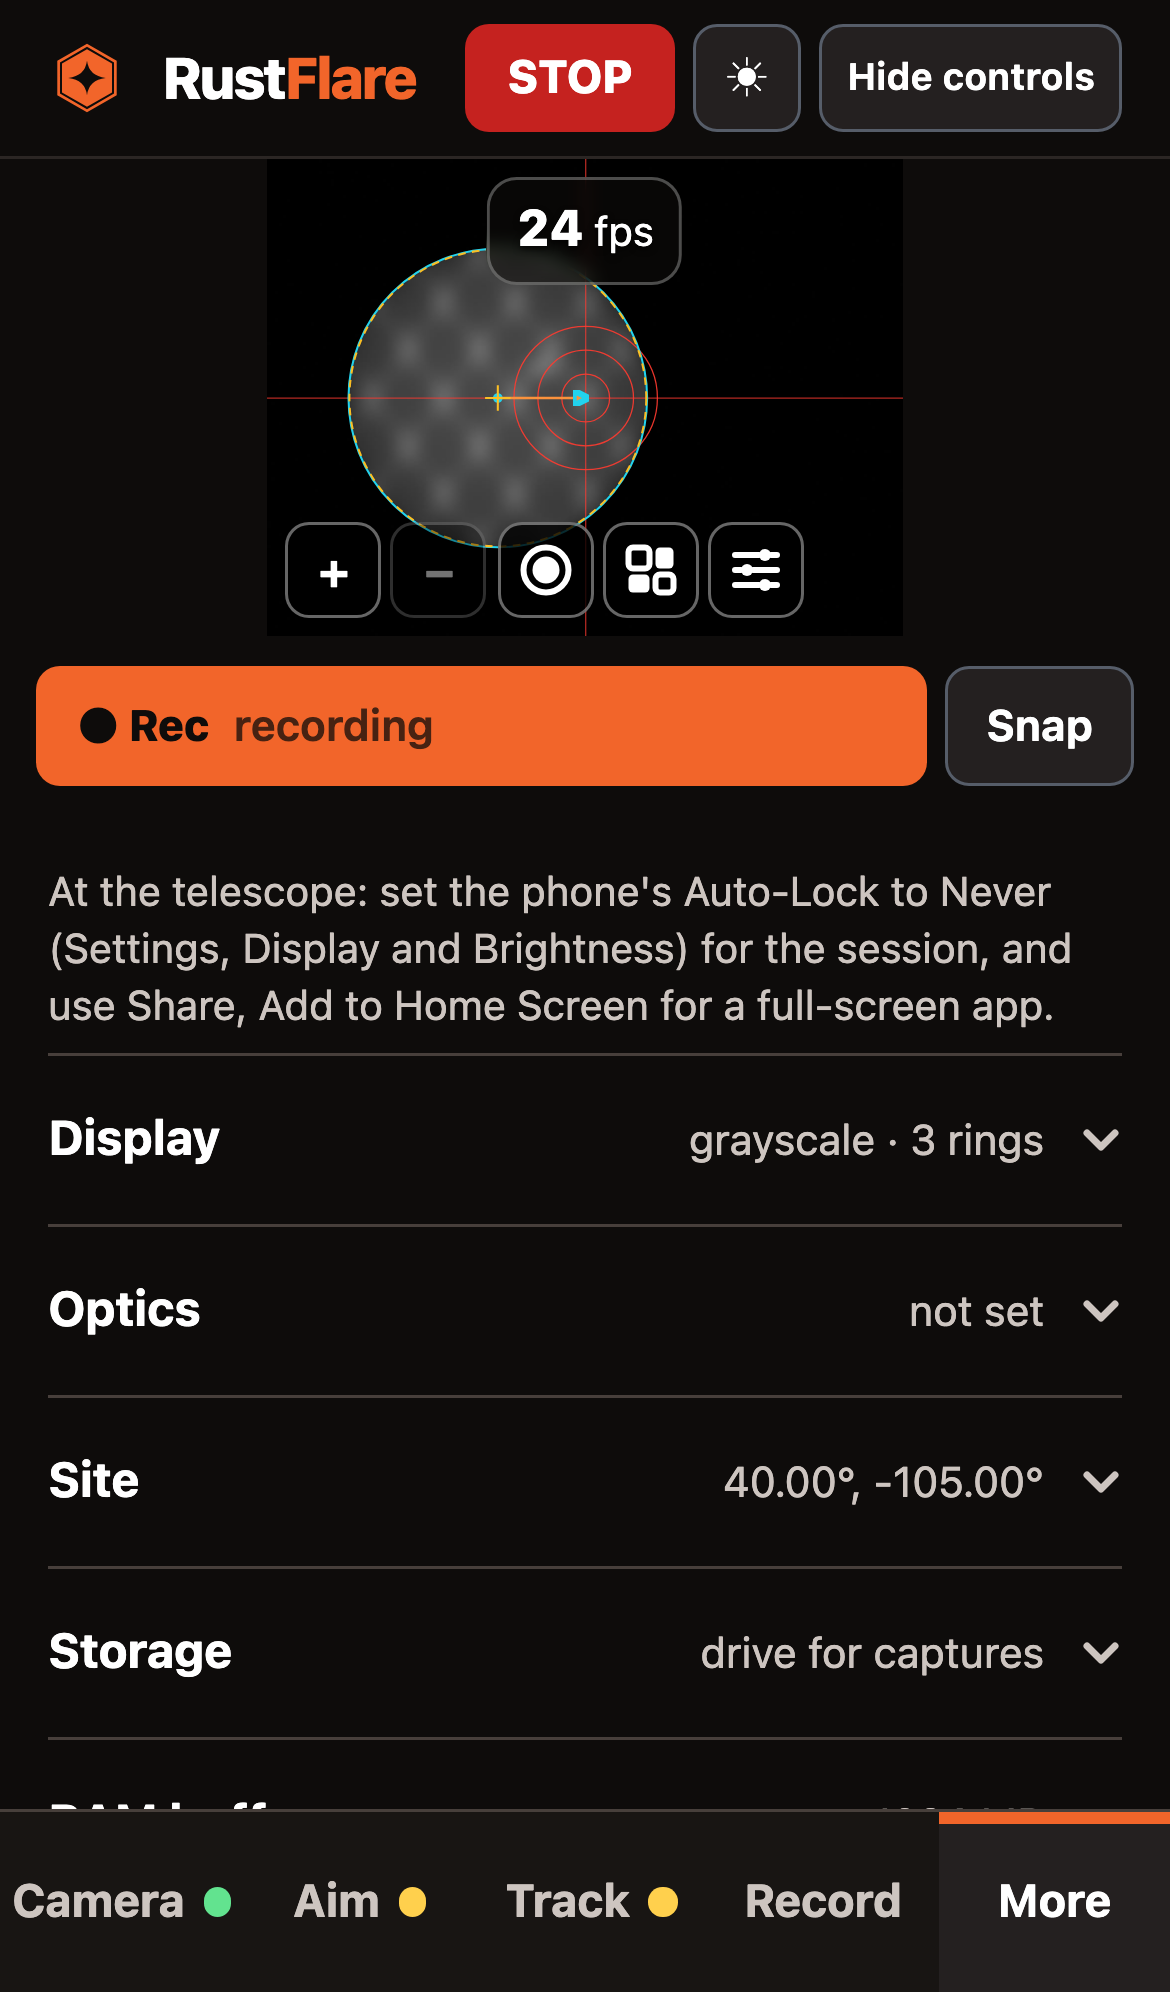 RustFlare STOP Hide controls
24 fps
Rec recording Snap
At the telescope: set the phone's Auto-Lock to Never
(Settings, Display and Brightness) for the session, and
use Share, Add to Home Screen for a full-screen app.
Display grayscale · 3 rings
Optics not set
Site 40.00°, -105.00°
Storage drive for captures
Camera Aim Track Record More